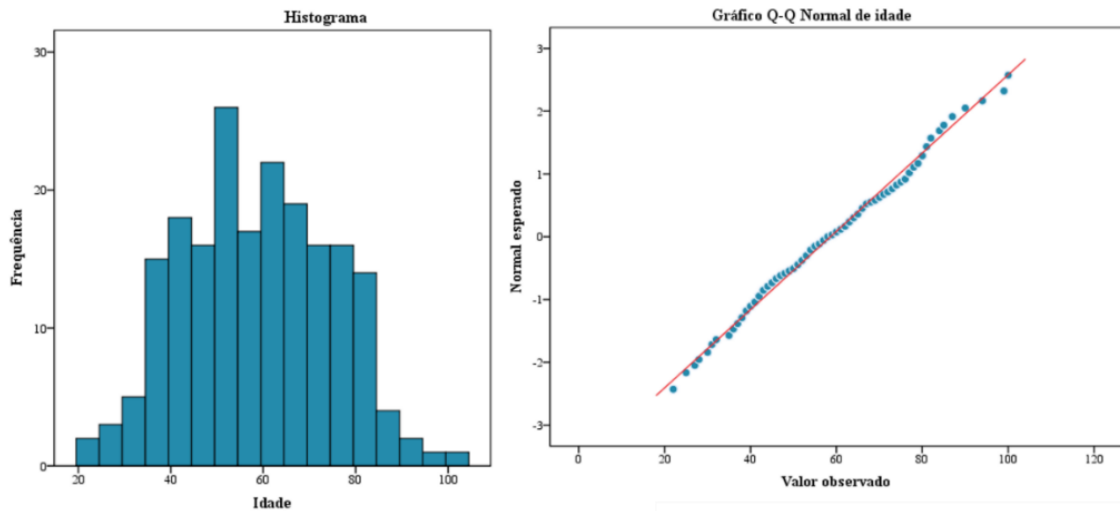 Histograma
30
20
10
0
20 40 60 80 100
Frequência
Idade
Gráfico Q-Q Normal de idade
3
2
1
0
-1
-2
-3
0 20 40 60 80 100 120
Normal esperado
Valor observado